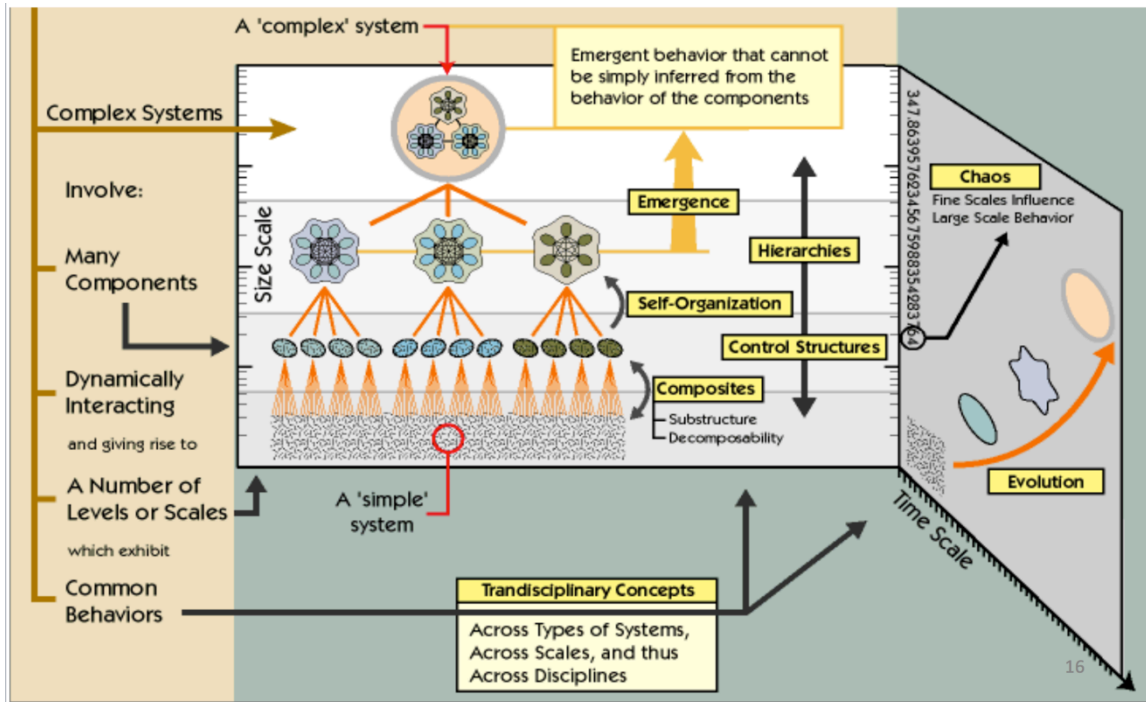 A 'complex' system
Emergent behavior that cannot
be simply inferred from the
behavior of the components
Complex Systems
Involve:
Many
Components
Dynamically
Interacting
and giving rise to
A Number of
Levels or Scales
which exhibit
Common
Behaviors
Size Scale
Emergence
Hierarchies
Self-Organization
Control Structures
Composites
Substructure
Decomposability
A 'simple'
system
347.86395762345675988354283764
Chaos
Fine Scales Influence
Large Scale Behavior
Evolution
Time Scale
Trandisciplinary Concepts
Across Types of Systems,
Across Scales, and thus
Across Disciplines
16